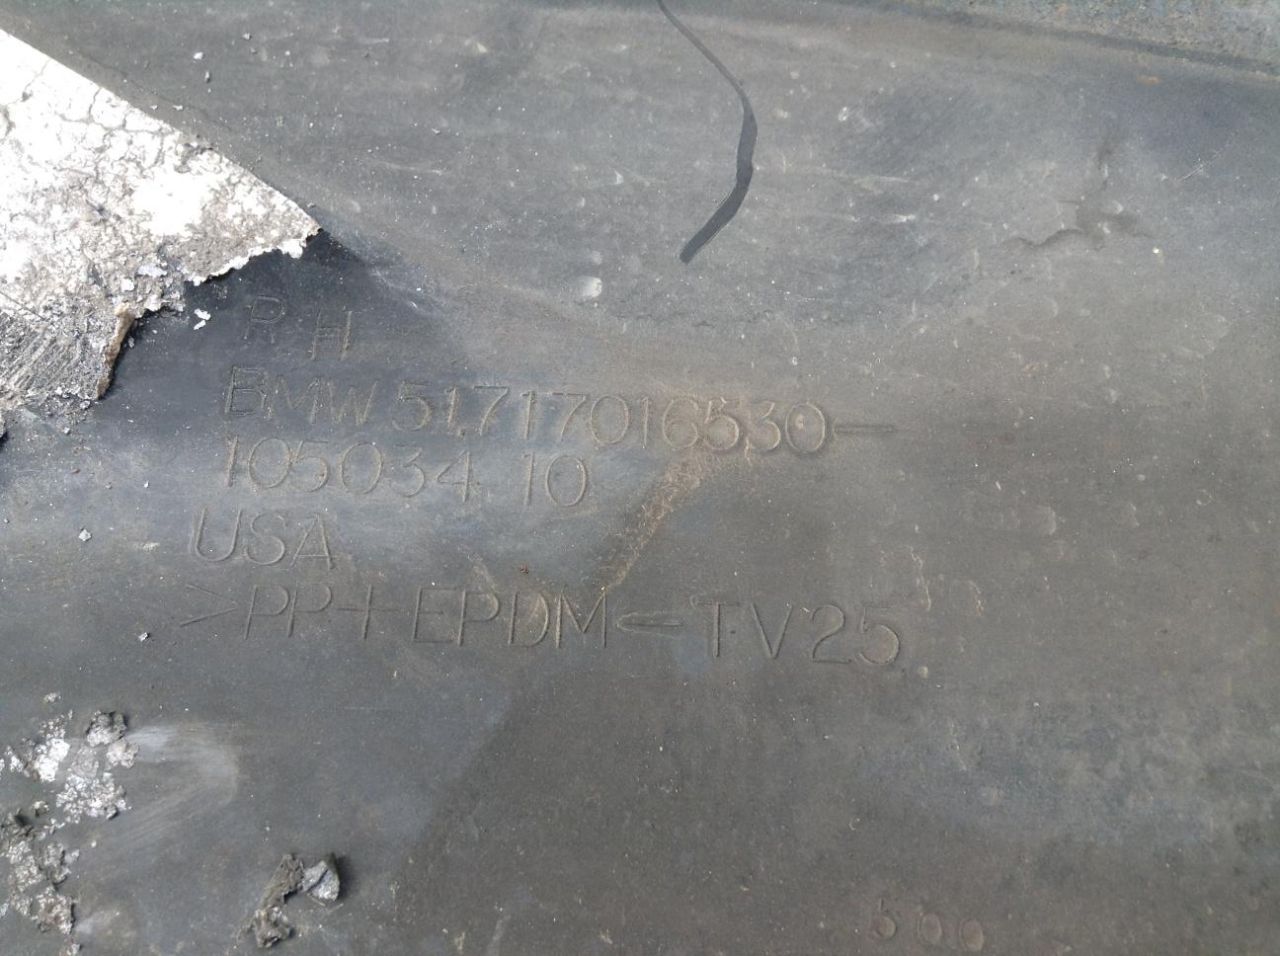 RH
BMW 51.717016530-
105034 10
USA
>PP+EPDM<-TV25